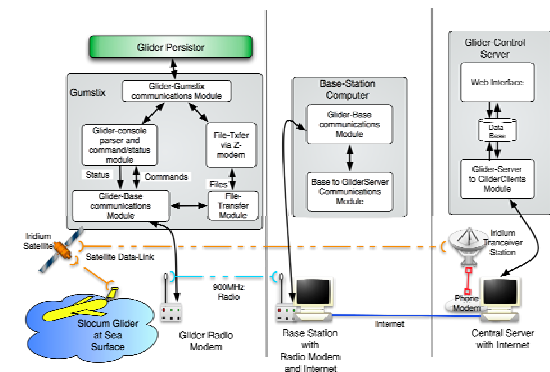 Glider Persistor
Gumstix
Glider-Gumstix
communications Module
Glider-console
parser and
command/status
module
File-Txfer
via Z-
modem
Status
Commands
Files
Glider-Base
communications
Module
File-
Transfer
Module
Base-Station
Computer
Glider-Base
communications
Module
Base to GliderServer
Communications
Module
Glider Control
Server
Web Interface
Data
Base
Glider-Server
to GliderClients
Module
Iridium
Satellite
Satellite Data-Link
900MHz
Radio
Iridium
Tranceiver
Station
Phone
Modem
Internet
Slocum Glider
at Sea
Surface
Glider Radio
Modem
Base Station
with
Radio Modem
and Internet
Central Server
with Internet